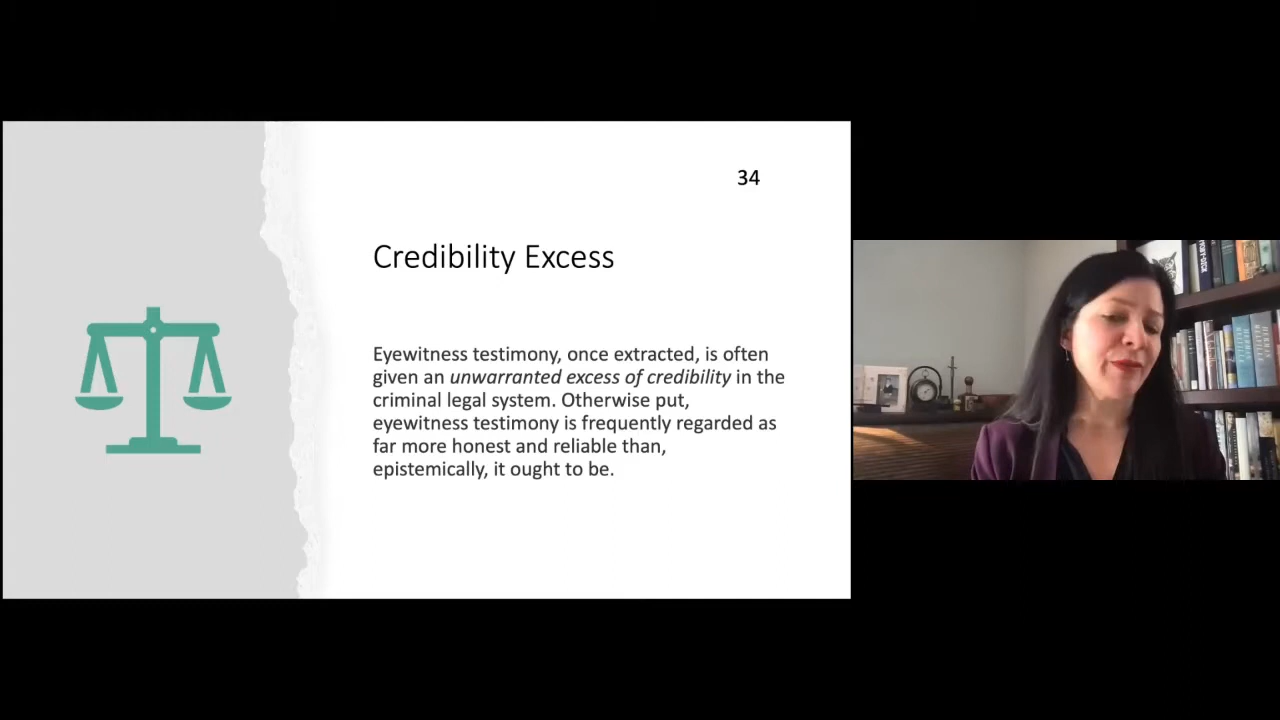 34
Credibility Excess
Eyewitness testimony, once extracted, is often
given an unwarranted excess of credibility in the
criminal legal system. Otherwise put,
eyewitness testimony is frequently regarded as
far more honest and reliable than,
epistemically, it ought to be.